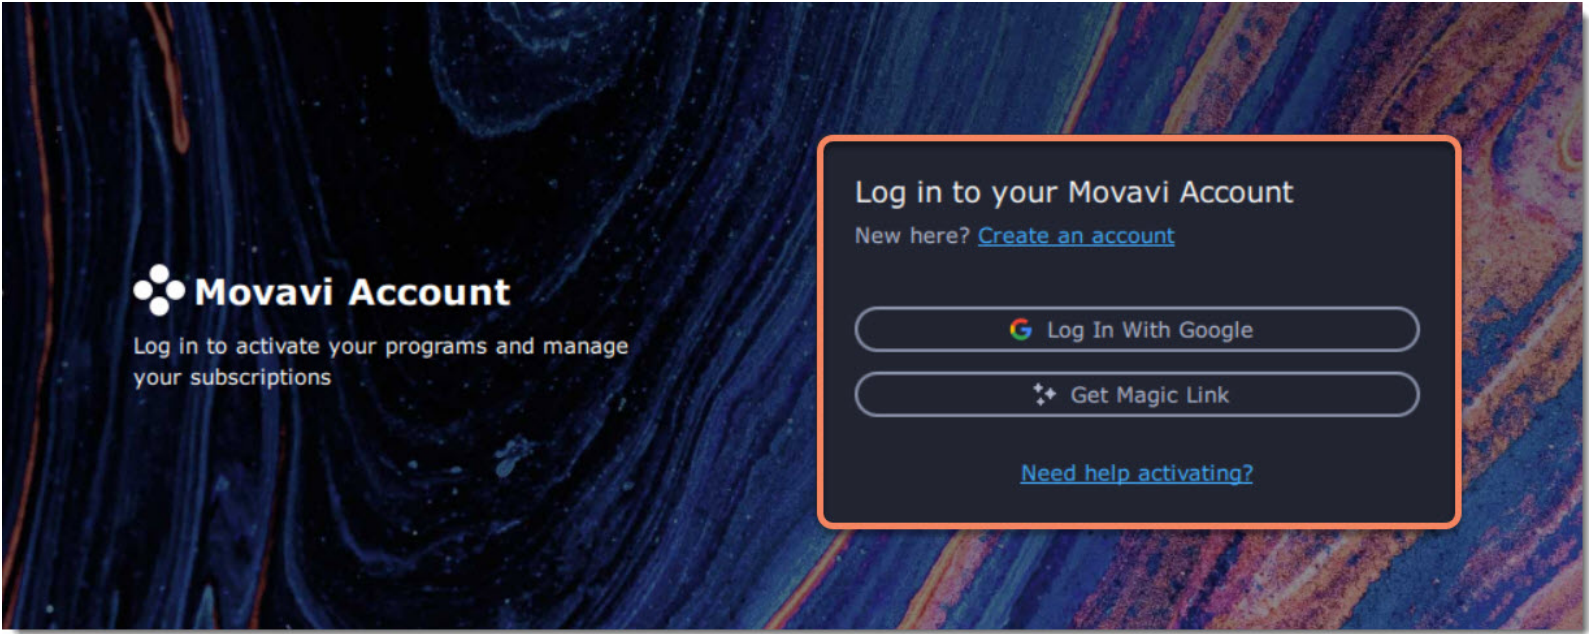 Movavi Account
Log in to activate your programs and manage
your subscriptions
Log in to your Movavi Account
New here? Create an account
Log In With Google
Get Magic Link
Need help activating?